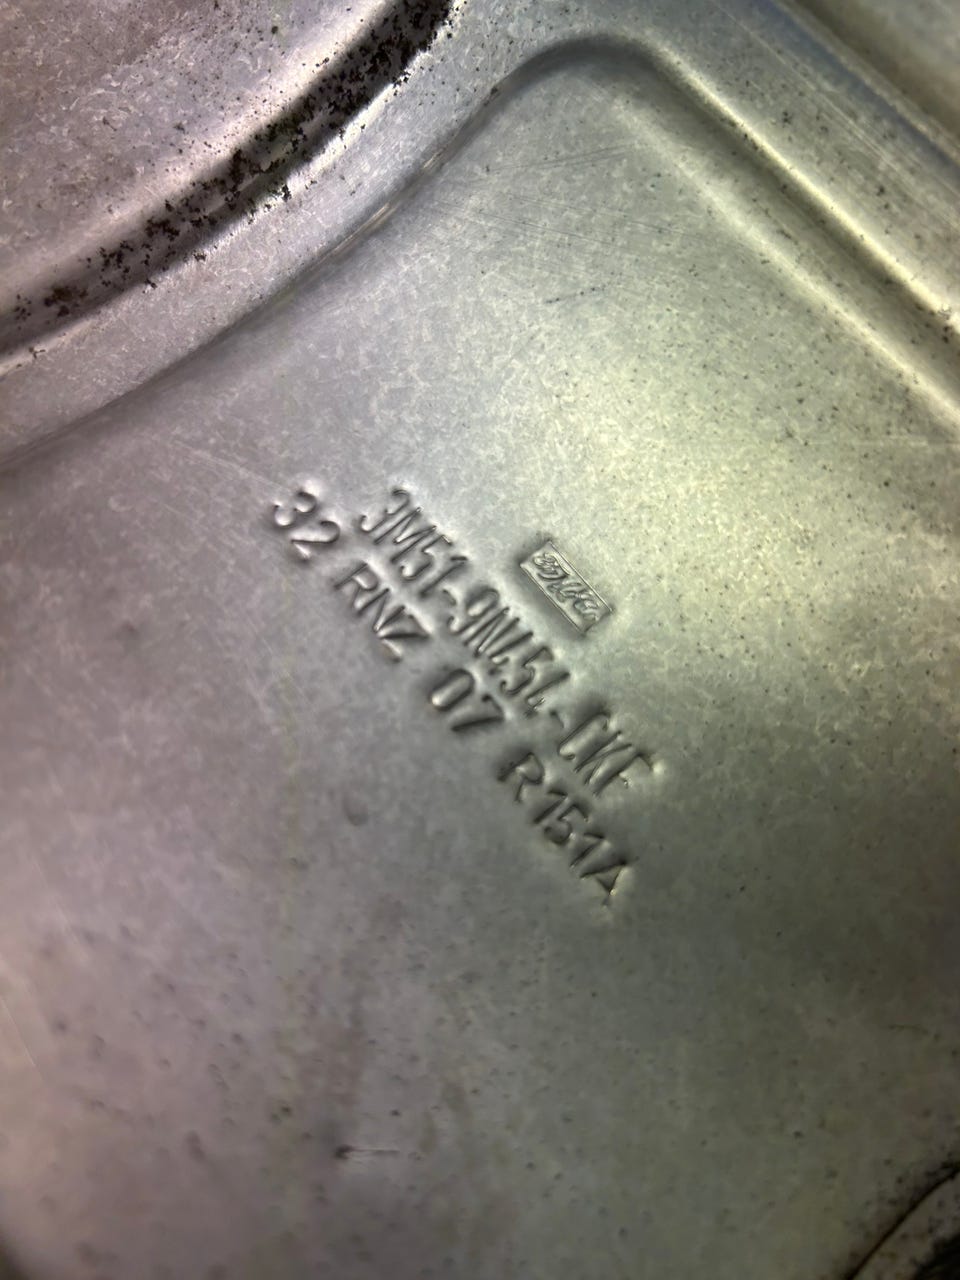 3M51-9N454-CKF
32 RNZ 07 R151A